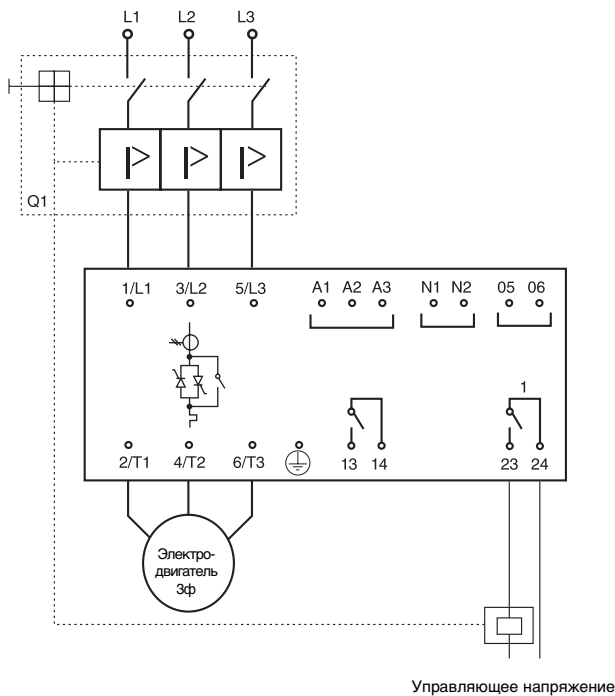 L1 L2 L3
Q1
1/L1 3/L2 5/L3 A1 A2 A3 N1 N2 05 06
1
2/T1 4/T2 6/T3 13 14 23 24
Электро-
двигатель
3ф
Управляющее напряжение